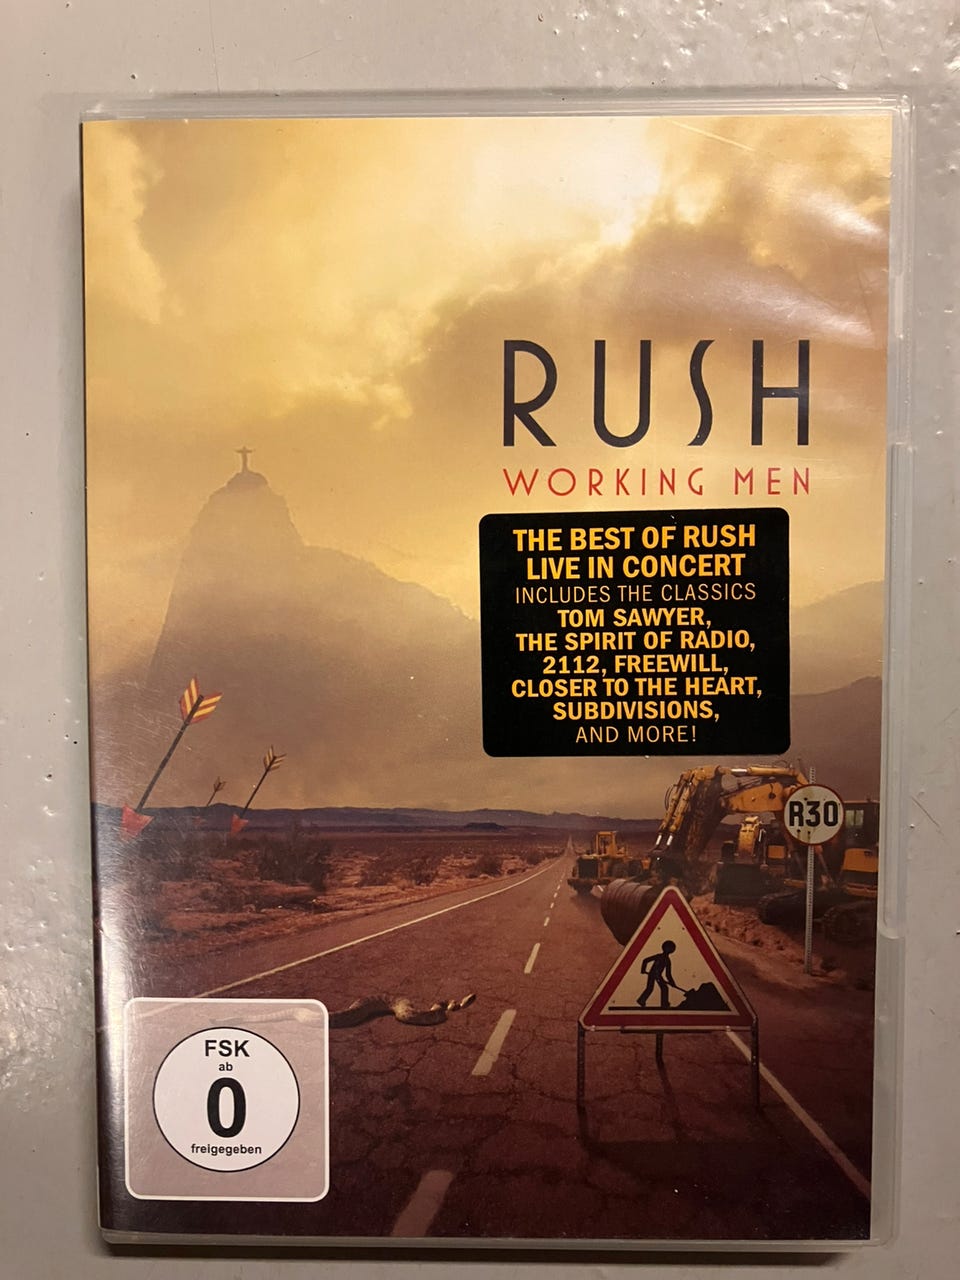 RUSH
WORKING MEN
THE BEST OF RUSH
LIVE IN CONCERT
INCLUDES THE CLASSICS
TOM SAWYER,
THE SPIRIT OF RADIO,
2112, FREEWILL,
CLOSER TO THE HEART,
SUBDIVISIONS,
AND MORE!
R30
FSK
ab
0
freigegeben